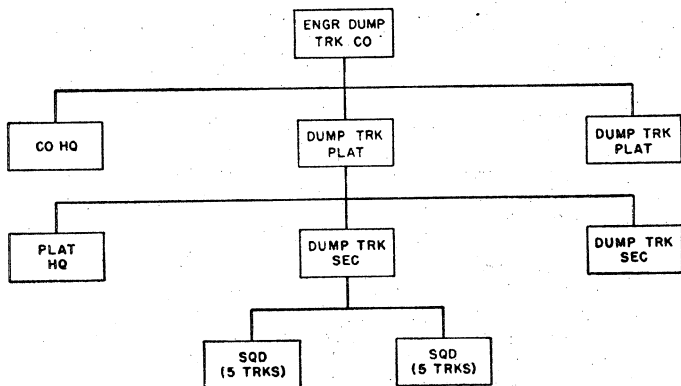 ENGR DUMP
TRK CO
CO HQ
DUMP TRK
PLAT
DUMP TRK
PLAT
PLAT
HQ
DUMP TRK
SEC
DUMP TRK
SEC
SQD
(5 TRKS)
SQD
(5 TRKS)